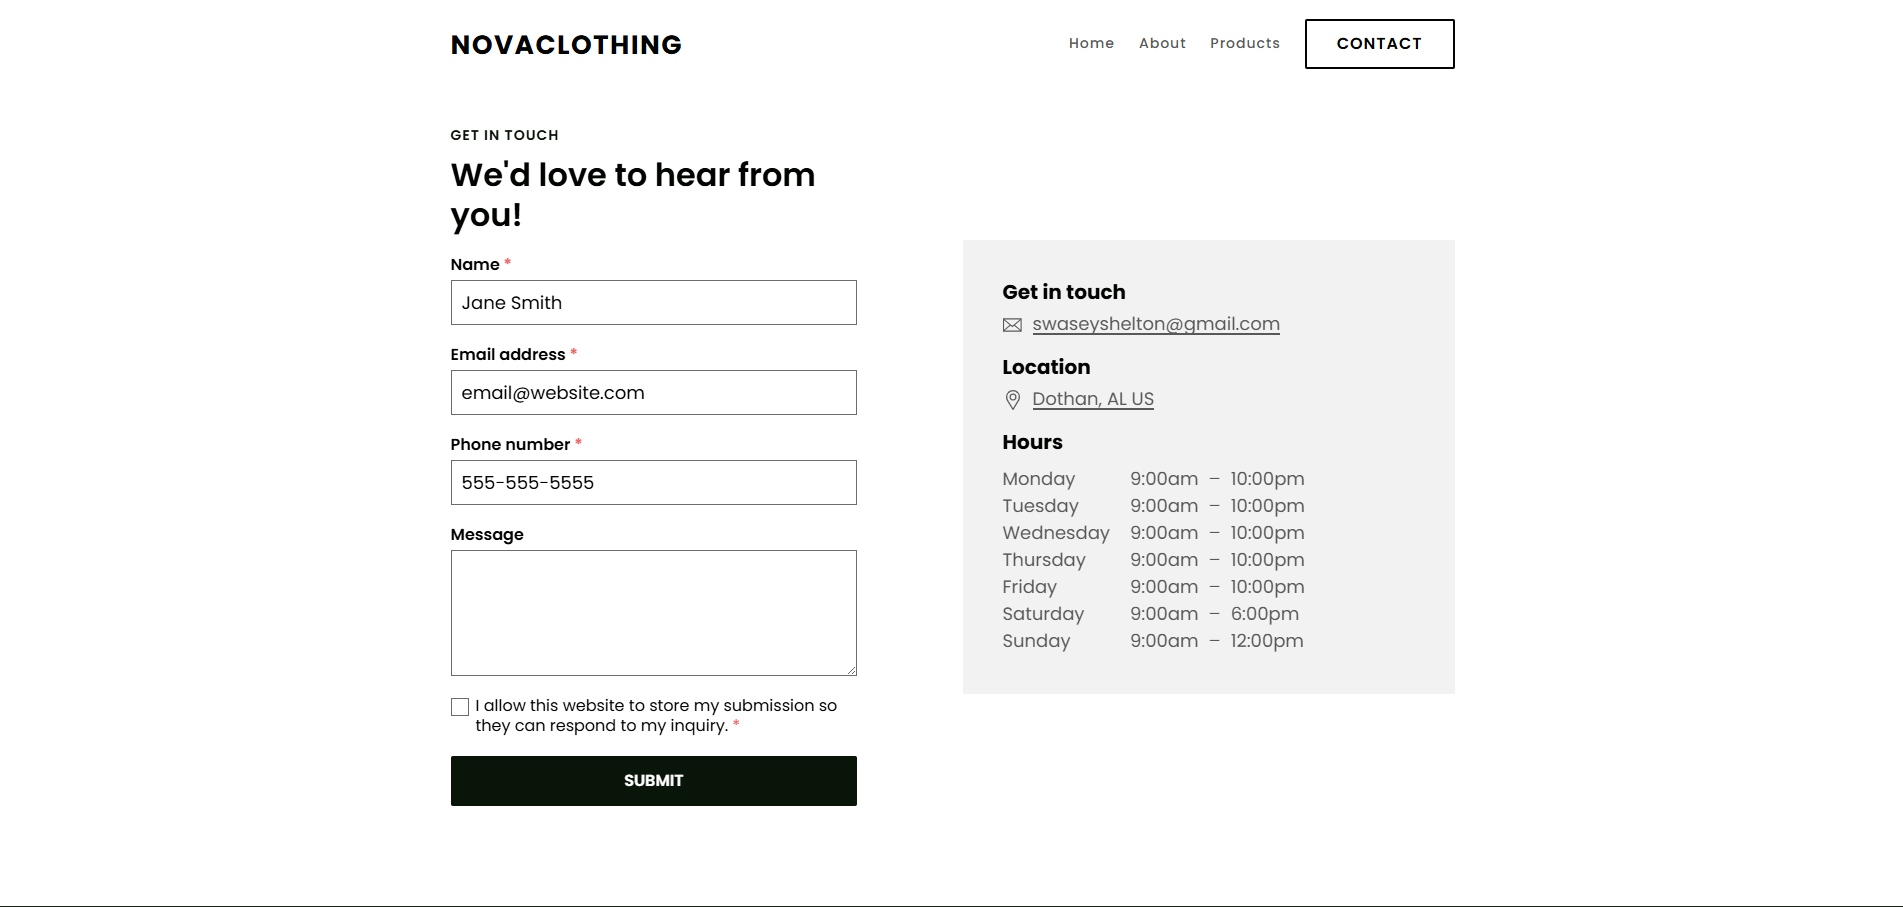 NOVACLOTHING
Home About Products CONTACT
GET IN TOUCH
We'd love to hear from
you!
Name *
Jane Smith
Email address *
email@website.com
Phone number *
555-555-5555
Message
I allow this website to store my submission so
they can respond to my inquiry. *
SUBMIT
Get in touch
swaseyshelton@gmail.com
Location
Dothan, AL US
Hours
Monday 9:00am – 10:00pm
Tuesday 9:00am – 10:00pm
Wednesday 9:00am – 10:00pm
Thursday 9:00am – 10:00pm
Friday 9:00am – 10:00pm
Saturday 9:00am – 6:00pm
Sunday 9:00am – 12:00pm